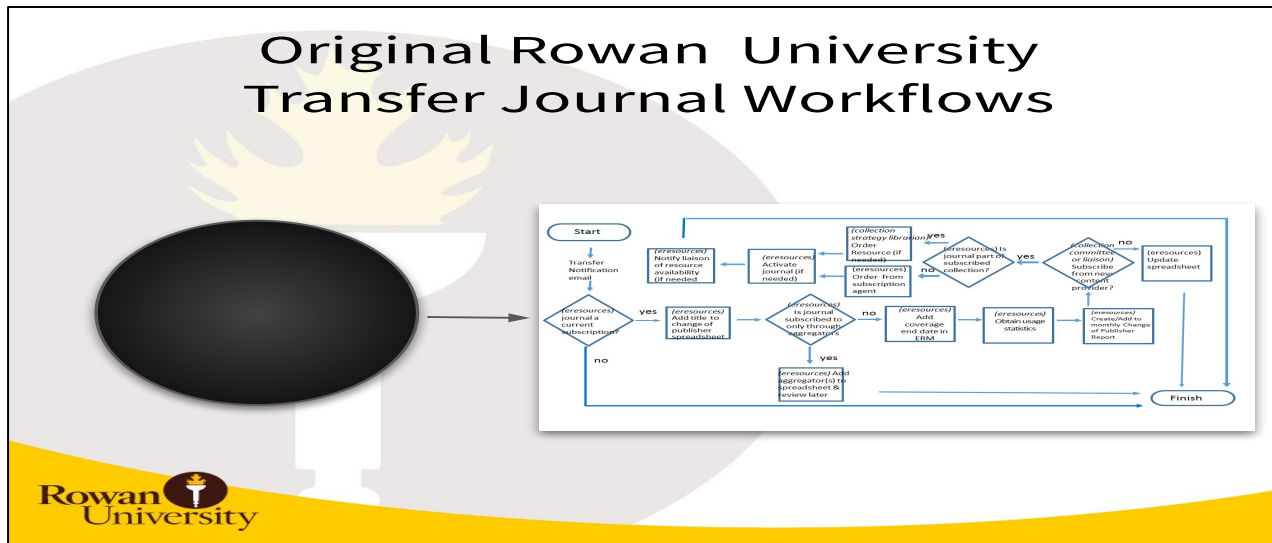 Original Rowan University
Transfer Journal Workflows
Start
Transfer
Notification
email
(eresources)
journal a
current
subscription?
yes
no
(eresources)
Add title to
change of
publisher
spreadsheet
(eresources)
Is journal
subscribed to
only through
aggregators
no
yes
(eresources) Add
aggregator(s) to
spreadsheet &
review later
(eresources)
Add
coverage
end date in
ERM
(eresources)
Obtain usage
statistics
(eresources)
Create/Add to
monthly Change
of Publisher
Report
(collection
committee
or liaison)
Subscribe
from new
content
provider?
no
(eresources)
Update
spreadsheet
yes
(eresources) Is
journal part of
subscribed
collection?
yes
no
(collection
strategy librarian)
Order
Resource (if
needed)
(eresources)
Order from
subscription
agent
(eresources)
Activate
journal (if
needed)
(eresources)
Notify liaison
of resource
availability
(if needed
Finish
Rowan
University